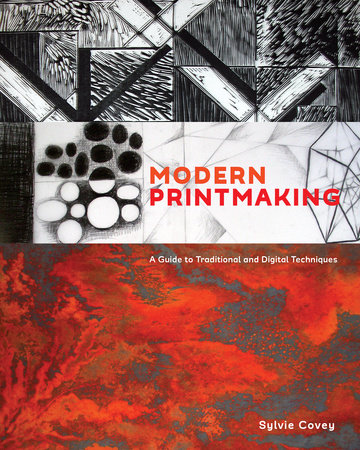 MODERN
PRINTMAKING
A Guide to Traditional and Digital Techniques
Sylvie Covey